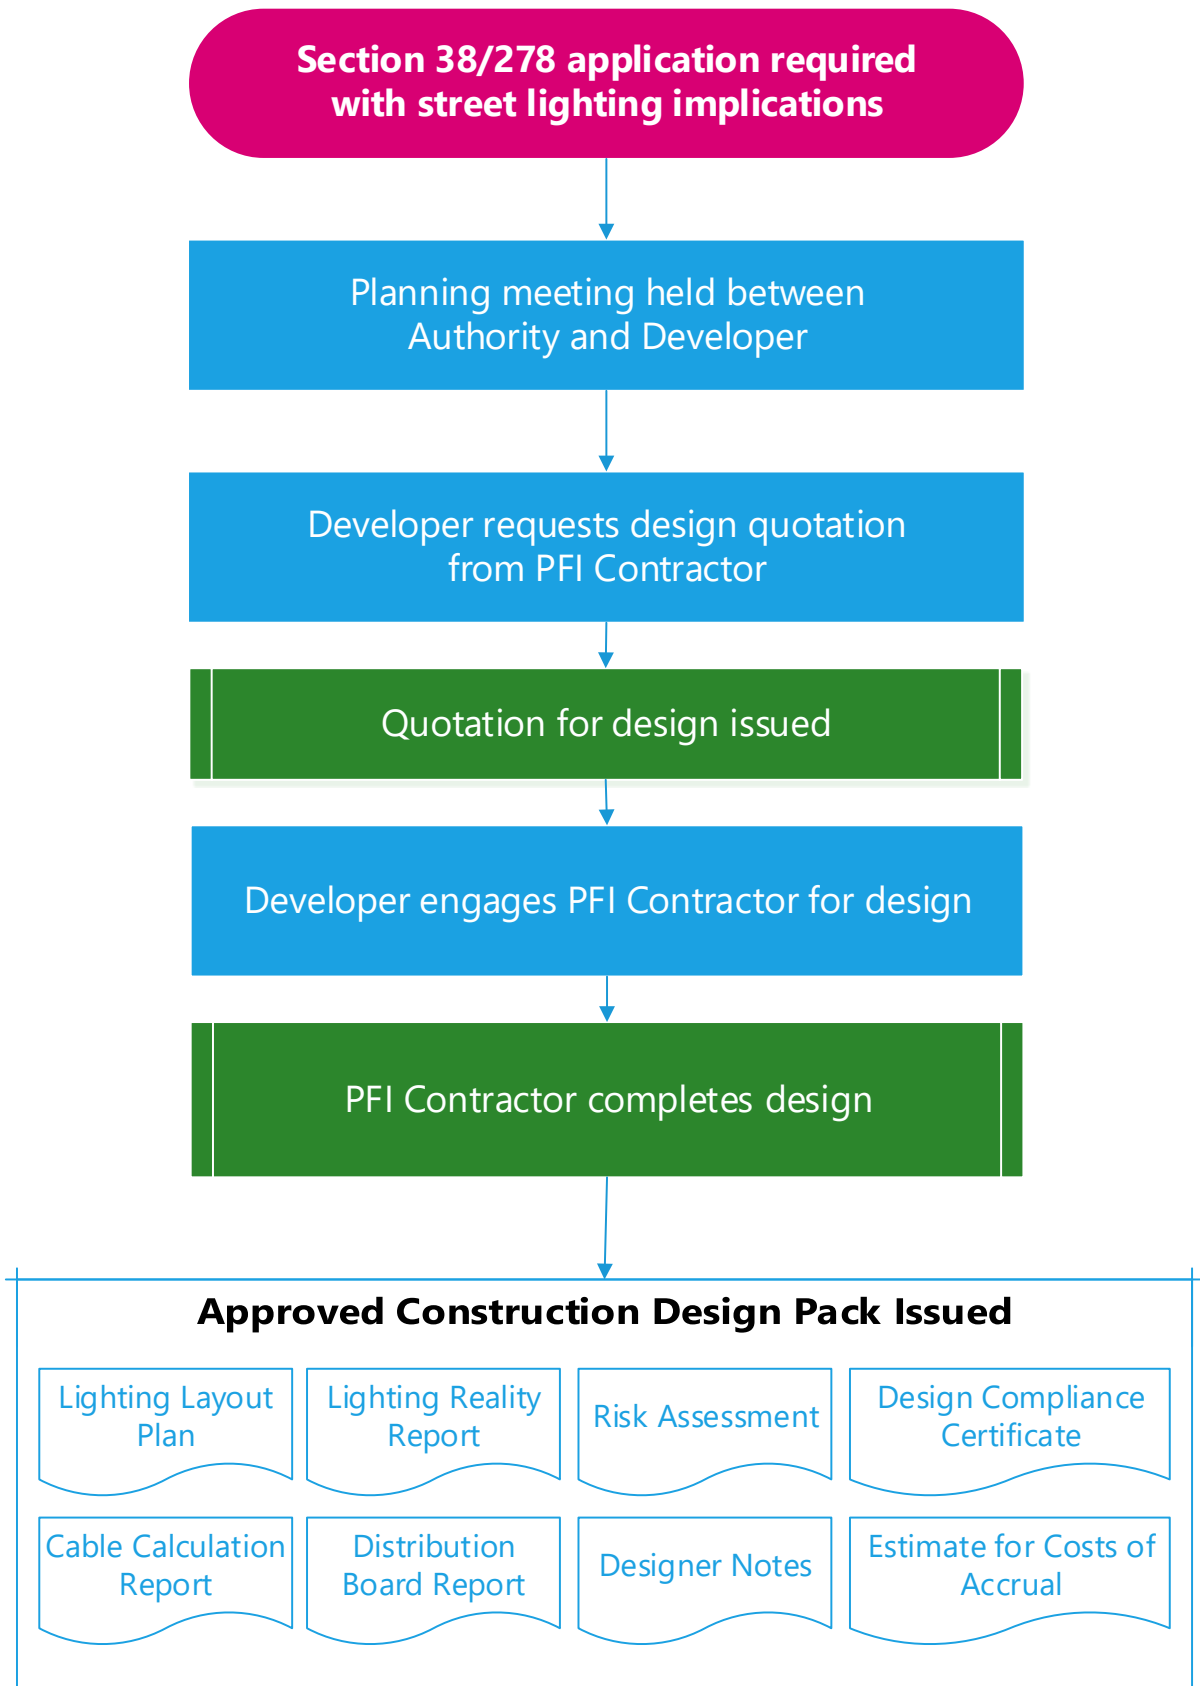 Section 38/278 application required
with street lighting implications
Planning meeting held between
Authority and Developer
Developer requests design quotation
from PFI Contractor
Quotation for design issued
Developer engages PFI Contractor for design
PFI Contractor completes design
Approved Construction Design Pack Issued
Lighting Layout
Plan
Lighting Reality
Report
Risk Assessment
Design Compliance
Certificate
Cable Calculation
Report
Distribution
Board Report
Designer Notes
Estimate for Costs of
Accrual